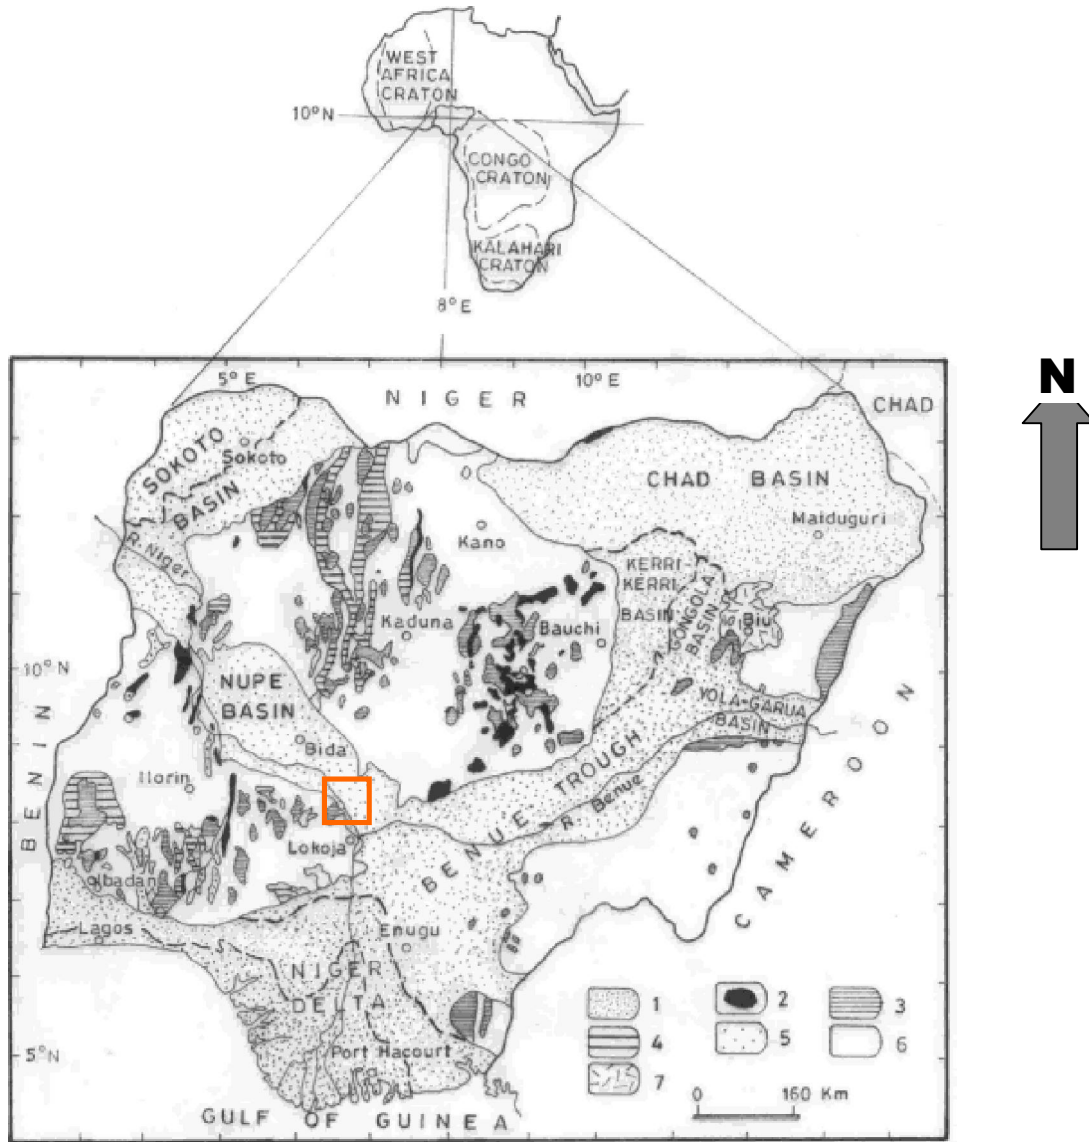 WEST
AFRICA
CRATON
10°N
CONGO
CRATON
KALAHARI
CRATON
8°E
N
5° E
10°E
NIGER
CHAD
SOKOTO
BASIN
Sokoto
R. Niger
CHAD BASIN
Maiduguri
Kano
KERRI-
KERRI
BASIN
GONGOLA
BASIN
Biu
Kaduna
Bauchi
10°N
NUPE
BASIN
Bida
YOLA-GARUA
BASIN
BENIN
Ilorin
BENUE TROUGH
R. Benue
CAMEROON
Lokoja
Ibadan
Lagos
Enugu
NIGER
DELTA
Port Hacourt
5°N
GULF OF GUINEA
1
2
3
4
5
6
7
0 160 Km